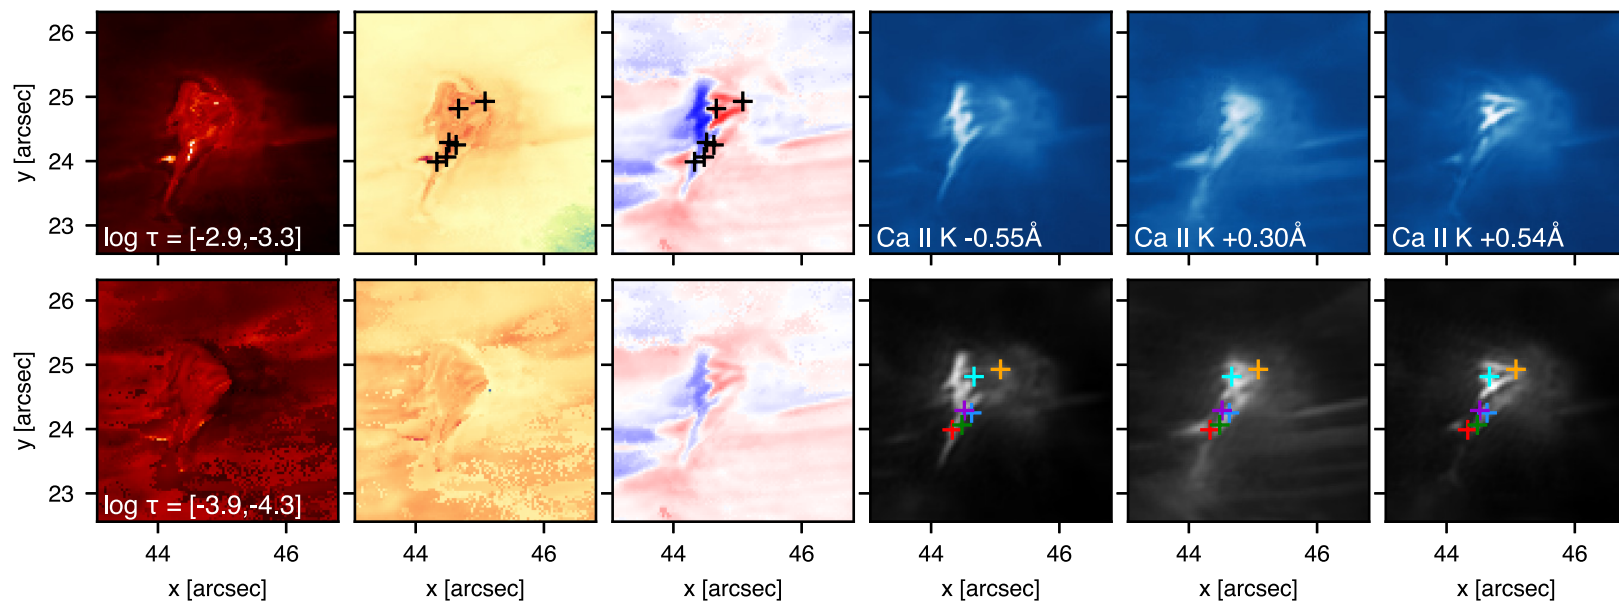 26
25
24
23
y [arcsec]
log τ = [-2.9,-3.3]
Ca II K -0.55Å
Ca II K +0.30Å
Ca II K +0.54Å
26
25
24
23
y [arcsec]
log τ = [-3.9,-4.3]
44 46 44 46 44 46 44 46 44 46 44 46
x [arcsec] x [arcsec] x [arcsec] x [arcsec] x [arcsec] x [arcsec]